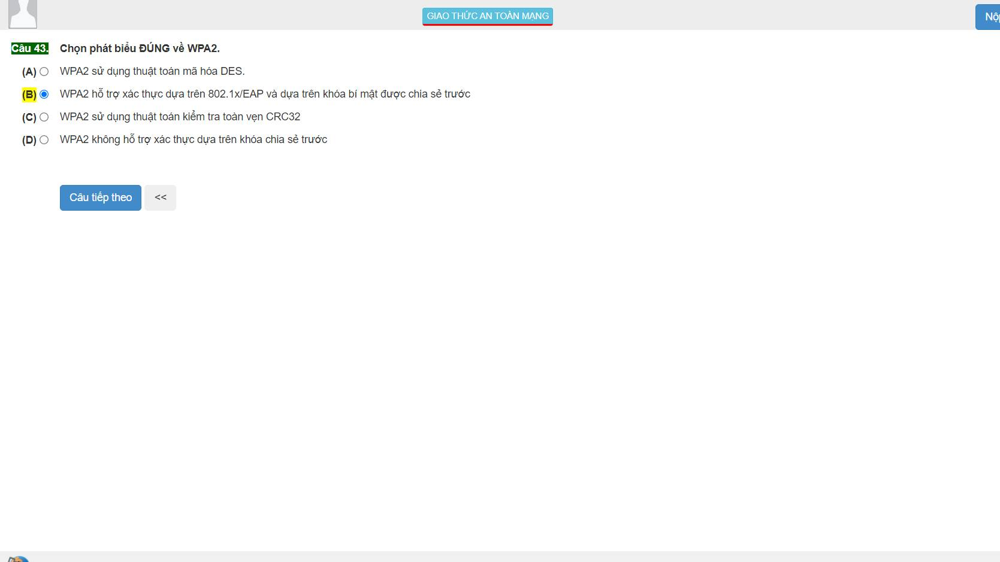 GIAO THỨC AN TOÀN MẠNG
Câu 43. Chọn phát biểu ĐÚNG về WPA2.
(A) WPA2 sử dụng thuật toán mã hóa DES.
(B) WPA2 hỗ trợ xác thực dựa trên 802.1x/EAP và dựa trên khóa bí mật được chia sẻ trước
(C) WPA2 sử dụng thuật toán kiểm tra toàn vẹn CRC32
(D) WPA2 không hỗ trợ xác thực dựa trên khóa chia sẻ trước
Câu tiếp theo <<